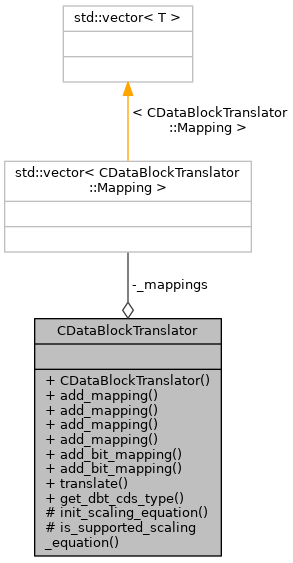 std::vector< T >
< CDataBlockTranslator
::Mapping >
std::vector< CDataBlockTranslator
::Mapping >
-_mappings
CDataBlockTranslator
+ CDataBlockTranslator()
+ add_mapping()
+ add_mapping()
+ add_mapping()
+ add_mapping()
+ add_bit_mapping()
+ add_bit_mapping()
+ translate()
+ get_dbt_cds_type()
# init_scaling_equation()
# is_supported_scaling
_equation()